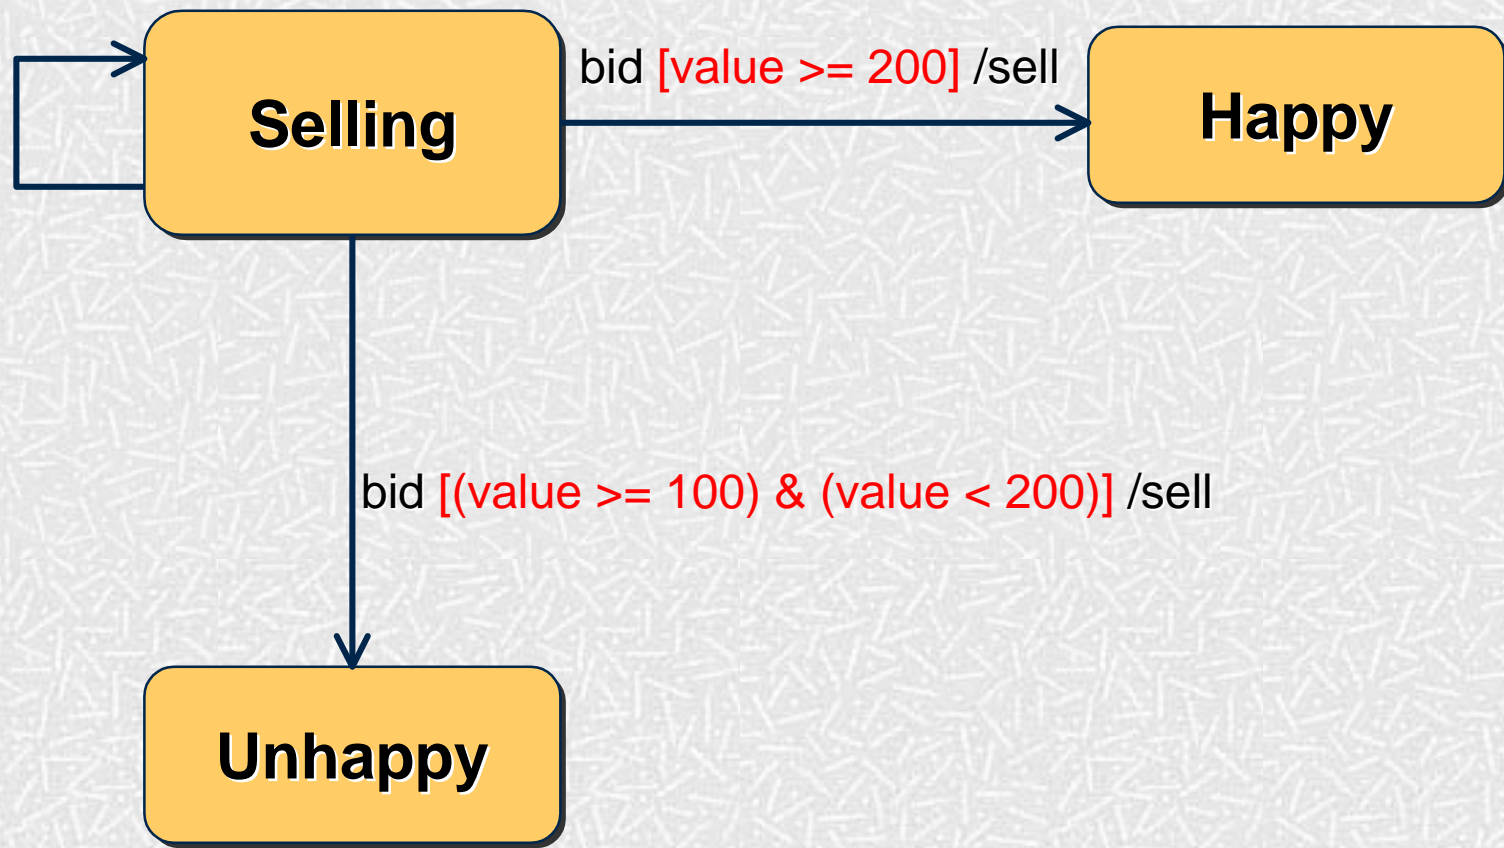 bid [value >= 200] /sell
Selling
Happy
bid [(value >= 100) & (value < 200)] /sell
Unhappy